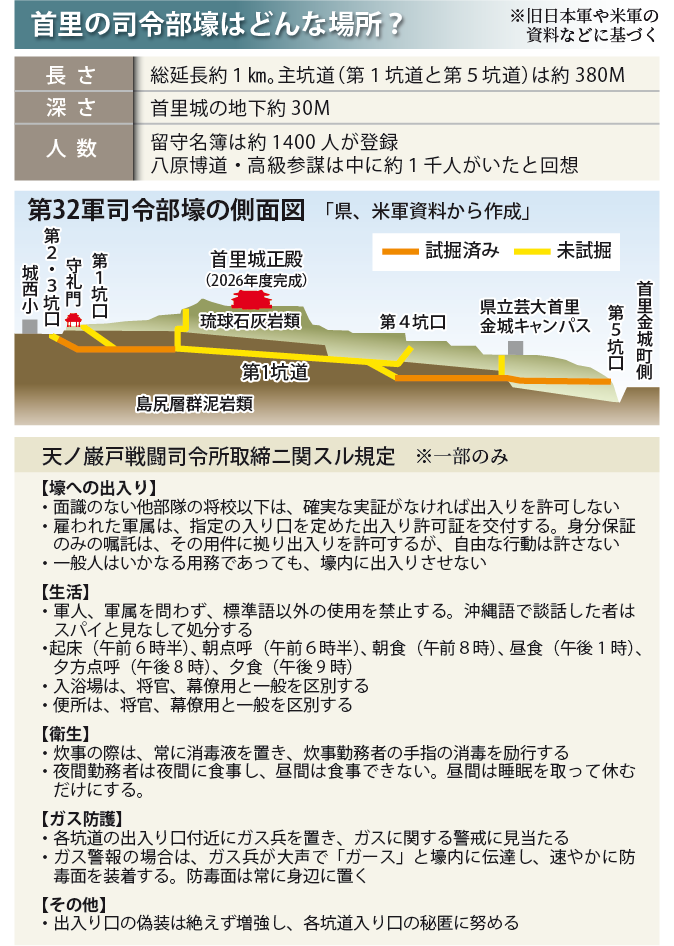 首里の司令部壕はどんな場所？
※旧日本軍や米軍の
資料などに基づく
長さ
総延長約１㎞。主坑道（第１坑道と第５坑道）は約380M
深さ
首里城の地下約30M
人数
留守名簿は約1400人が登録
八原博道・高級参謀は中に約１千人がいたと回想
第32軍司令部壕の側面図 「県、米軍資料から作成」
試掘済み
未試掘
城西小
第２・３坑口
守礼門
第１坑口
首里城正殿
（2026年度完成）
琉球石灰岩類
第４坑口
県立芸大首里
金城キャンパス
第５坑口
首里金城町側
第1坑道
島尻層群泥岩類
天ノ巌戸戦闘司令所取締ニ関スル規定　※一部のみ
【壕への出入り】
・面識のない他部隊の将校以下は、確実な実証がなければ出入りを許可しない
・雇われた軍属は、指定の入り口を定めた出入り許可証を交付する。身分保証
のみの嘱託は、その用件に拠り出入りを許可するが、自由な行動は許さない
・一般人はいかなる用務であっても、壕内に出入りさせない
【生活】
・軍人、軍属を問わず、標準語以外の使用を禁止する。沖縄語で談話した者は
スパイと見なして処分する
・起床（午前６時半）、朝点呼（午前６時半）、朝食（午前８時）、昼食（午後１時）、
夕方点呼（午後８時）、夕食（午後９時）
・入浴場は、将官、幕僚用と一般を区別する
・便所は、将官、幕僚用と一般を区別する
【衛生】
・炊事の際は、常に消毒液を置き、炊事勤務者の手指の消毒を励行する
・夜間勤務者は夜間に食事し、昼間は食事できない。昼間は睡眠を取って休む
だけにする。
【ガス防護】
・各坑道の出入り口付近にガス兵を置き、ガスに関する警戒に見当たる
・ガス警報の場合は、ガス兵が大声で「ガース」と壕内に伝達し、速やかに防
毒面を装着する。防毒面は常に身辺に置く
【その他】
・出入り口の偽装は絶えず増強し、各坑道入り口の秘匿に努める